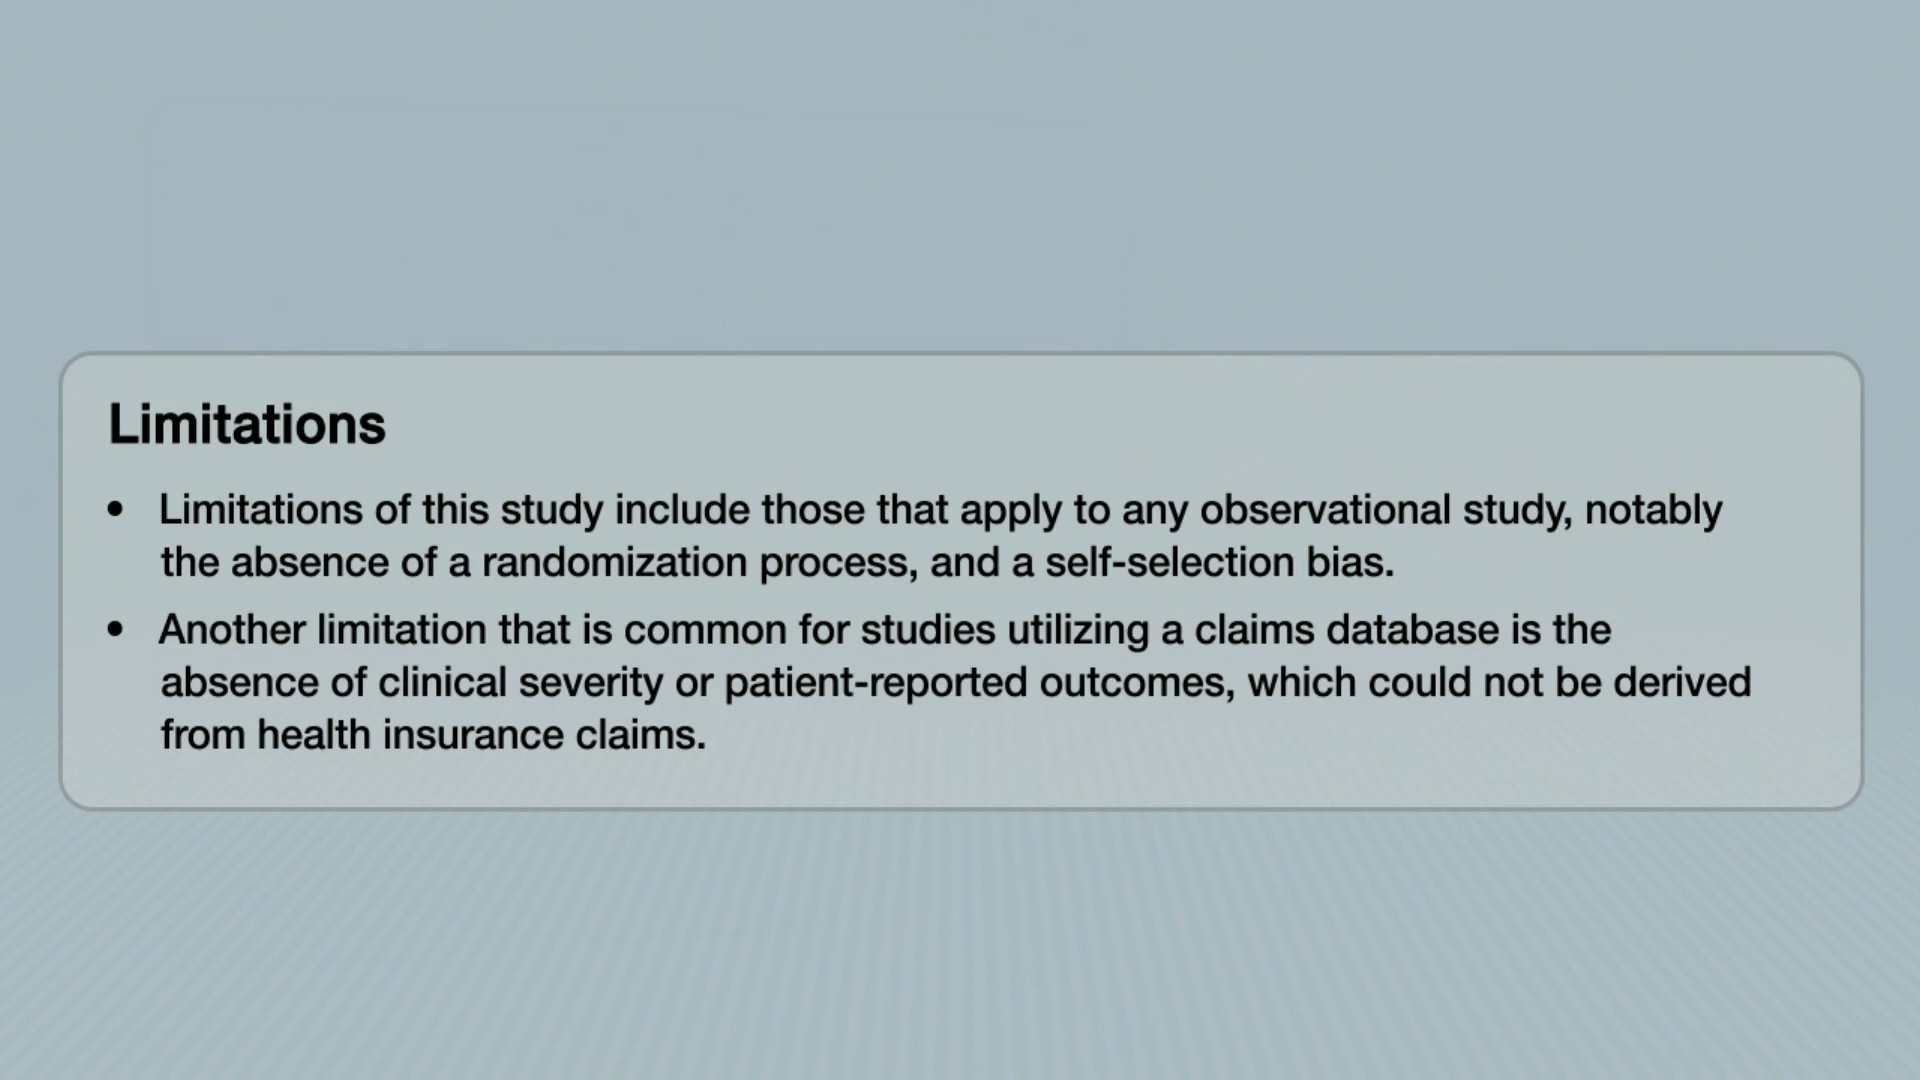 Limitations
• Limitations of this study include those that apply to any observational study, notably
the absence of a randomization process, and a self-selection bias.
• Another limitation that is common for studies utilizing a claims database is the
absence of clinical severity or patient-reported outcomes, which could not be derived
from health insurance claims.